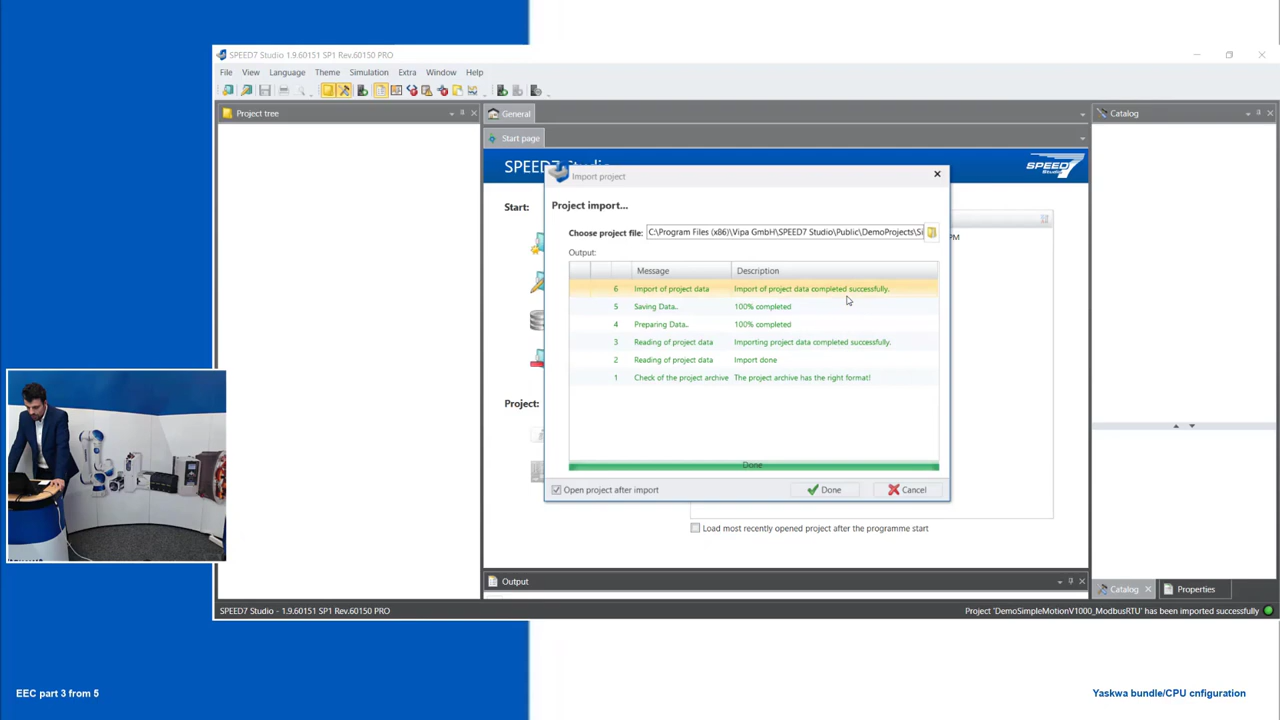 SPEED7 Studio 1.9.60151 SP1 Rev.60150 PRO
File View Language Theme Simulation Extra Window Help
Project tree
General
Catalog
Start page
SPEED7 Studio
SPEED7 Studio
Import project
Project import...
Start:
Choose project file: C:\Program Files (x86)\Vipa GmbH\SPEED7 Studio\Public\DemoProjects\Si
PM
Output:
Message Description
6 Import of project data Import of project data completed successfully.
5 Saving Data.. 100% completed
4 Preparing Data.. 100% completed
3 Reading of project data Importing project data completed successfully.
2 Reading of project data Import done
1 Check of the project archive The project archive has the right format!
Project:
Done
Open project after import Done Cancel
Load most recently opened project after the programme start
Output
Catalog Properties
SPEED7 Studio - 1.9.60151 SP1 Rev.60150 PRO Project 'DemoSimpleMotionV1000_ModbusRTU' has been imported successfully
EEC part 3 from 5
Yaskwa bundle/CPU cnfiguration